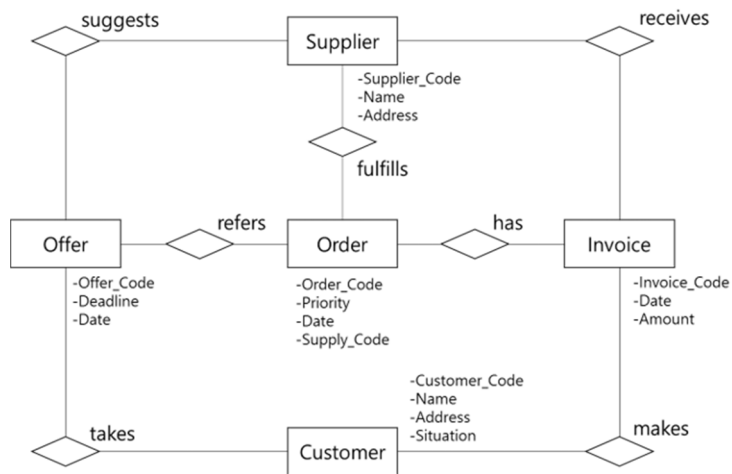 suggests
receives
Supplier
-Supplier_Code
-Name
-Address
fulfills
refers
has
Offer
Order
Invoice
-Offer_Code
-Deadline
-Date
-Order_Code
-Priority
-Date
-Supply_Code
-Invoice_Code
-Date
-Amount
-Customer_Code
-Name
-Address
-Situation
takes
makes
Customer